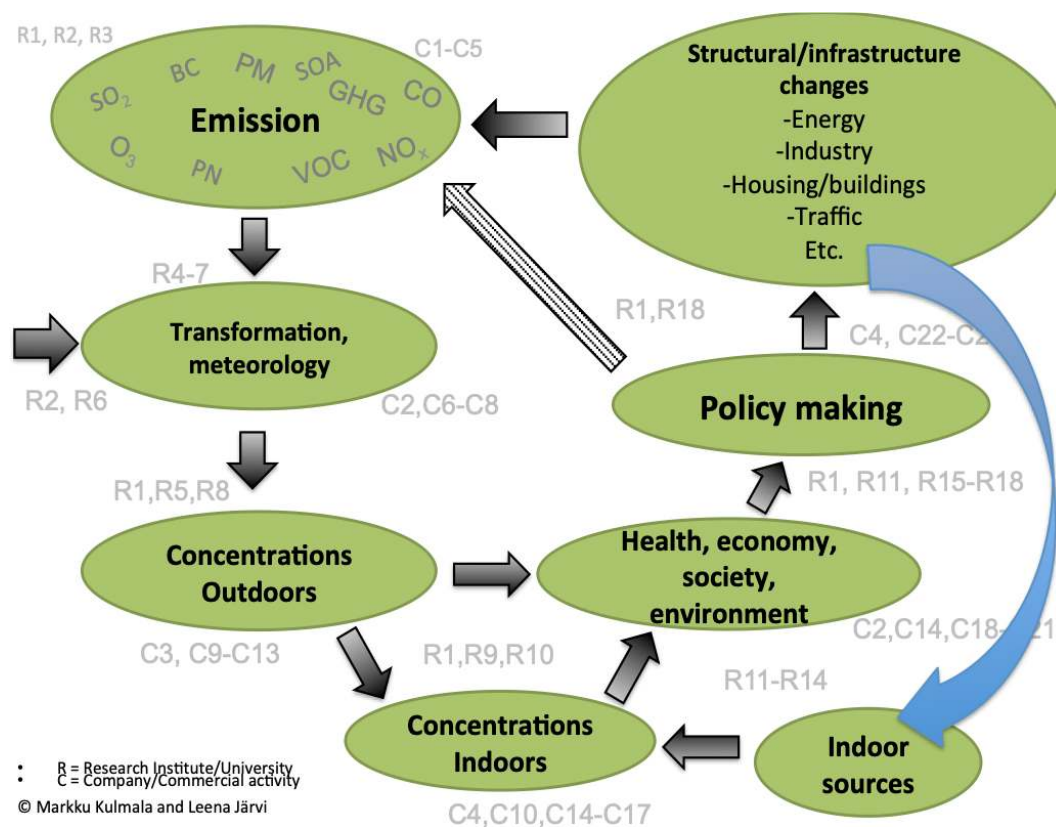 R1, R2, R3
C1-C5
BC
PM
SOA
SO₂
GHG
CO
Emission
O₃
PN
VOC
NOₓ
Structural/infrastructure
changes
-Energy
-Industry
-Housing/buildings
-Traffic
Etc.
R4-7
R1,R18
C4, C22-C2
Transformation,
meteorology
R2, R6
C2,C6-C8
Policy making
R1,R5,R8
R1, R11, R15-R18
Concentrations
Outdoors
Health, economy,
society,
environment
C3, C9-C13
R1,R9,R10
C2,C14,C18- 21
R11-R14
Concentrations
Indoors
Indoor
sources
C4,C10,C14-C17
• R = Research Institute/University
• C = Company/Commercial activity
© Markku Kulmala and Leena Järvi